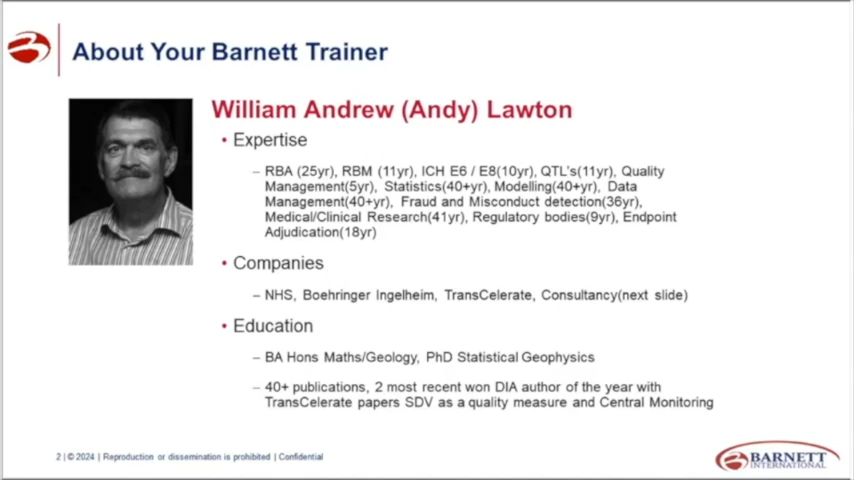 About Your Barnett Trainer
William Andrew (Andy) Lawton
• Expertise
– RBA (25yr), RBM (11yr), ICH E6 / E8(10yr), QTL's(11yr), Quality
Management(5yr), Statistics(40+yr), Modelling(40+yr), Data
Management(40+yr), Fraud and Misconduct detection(36yr),
Medical/Clinical Research(41yr), Regulatory bodies(9yr), Endpoint
Adjudication(18yr)
• Companies
– NHS, Boehringer Ingelheim, TransCelerate, Consultancy(next slide)
• Education
– BA Hons Maths/Geology, PhD Statistical Geophysics
– 40+ publications, 2 most recent won DIA author of the year with
TransCelerate papers SDV as a quality measure and Central Monitoring
2 | © 2024 | Reproduction or dissemination is prohibited | Confidential
BARNETT
INTERNATIONAL